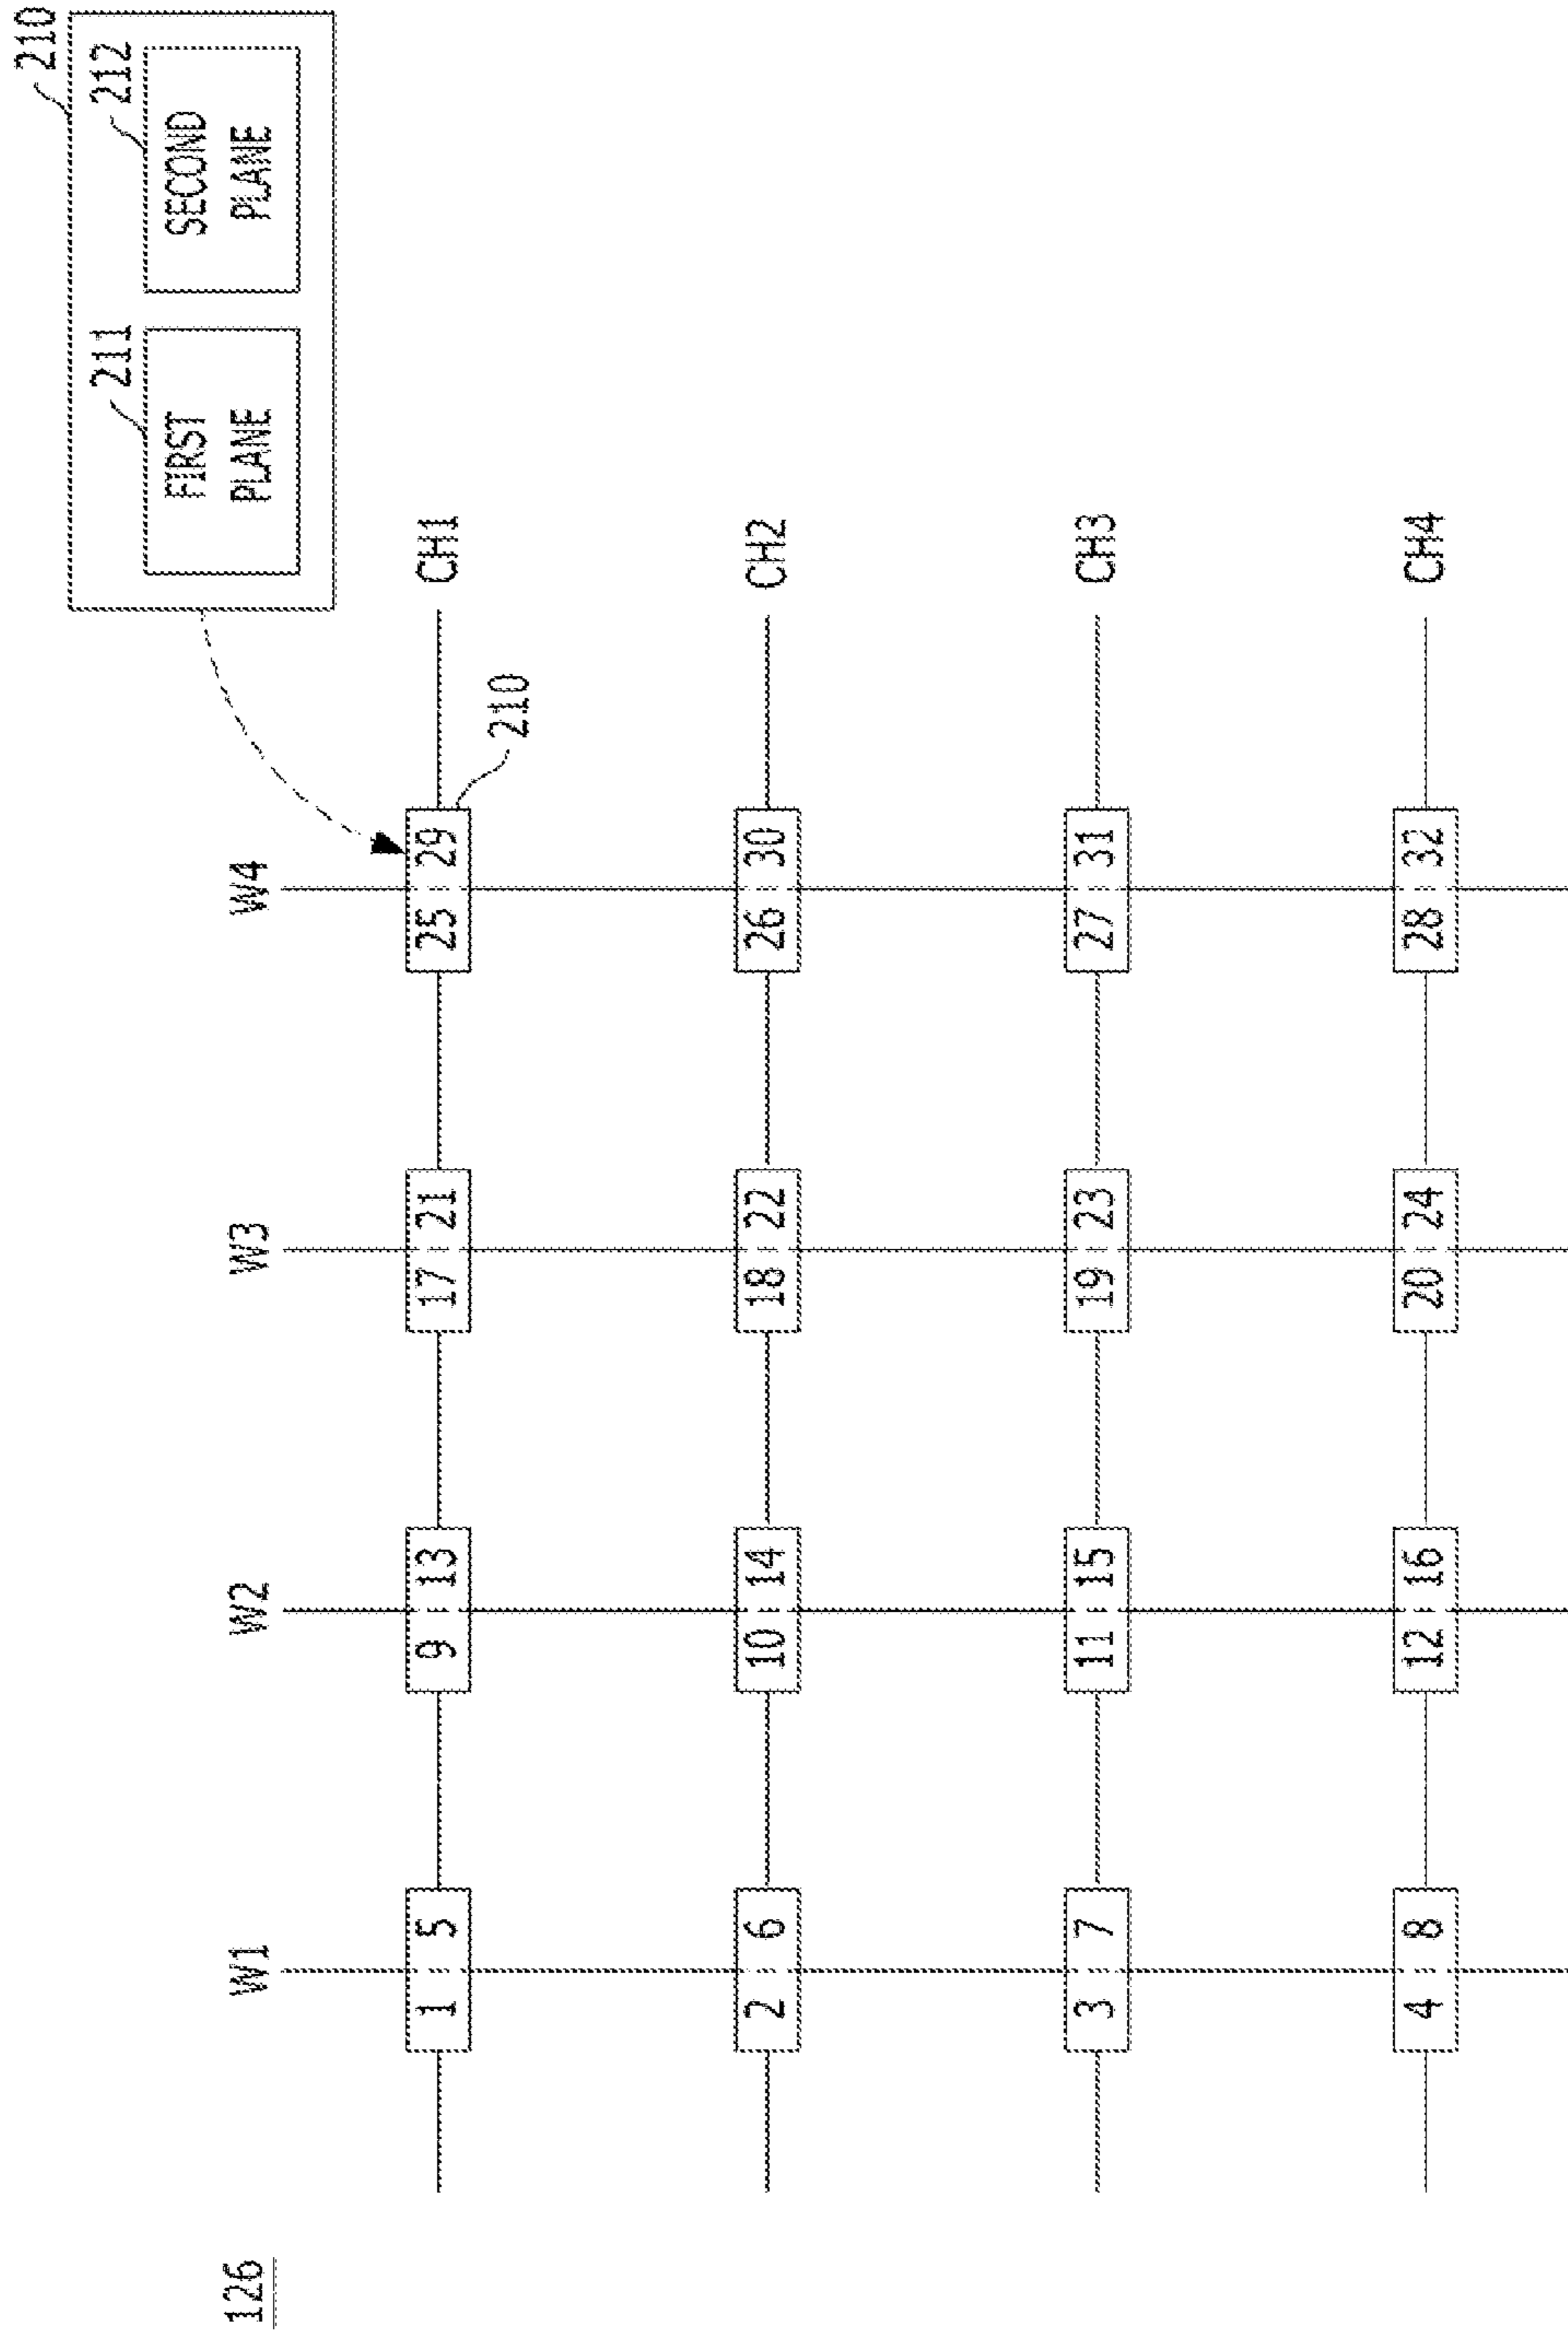 126
210
211
212
FIRST
PLANE
SECOND
PLANE
W1
W2
W3
W4
1 5
9 13
17 21
25 29
CH1
210
2 6
10 14
18 22
26 30
CH2
3 7
11 15
19 23
27 31
CH3
4 8
12 16
20 24
28 32
CH4